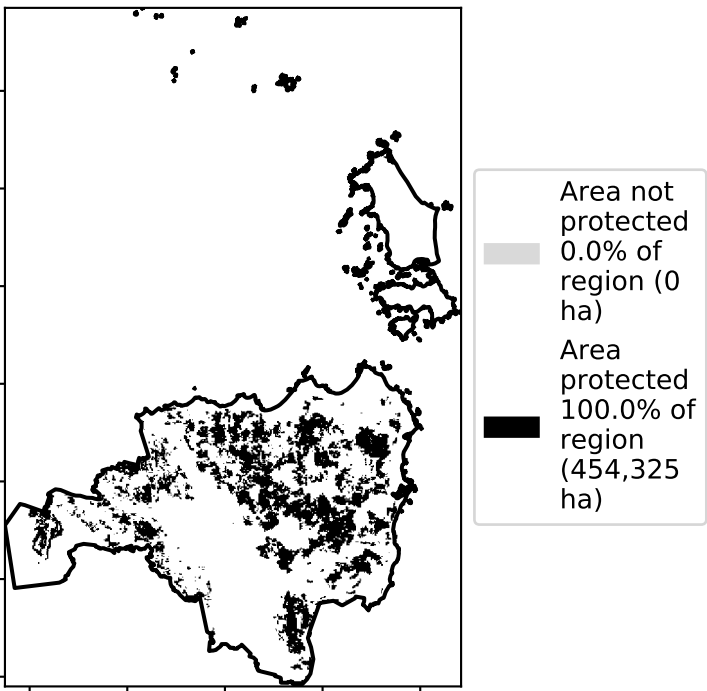 Area not
protected
0.0% of
region (0
ha)
Area
protected
100.0% of
region
(454,325
ha)